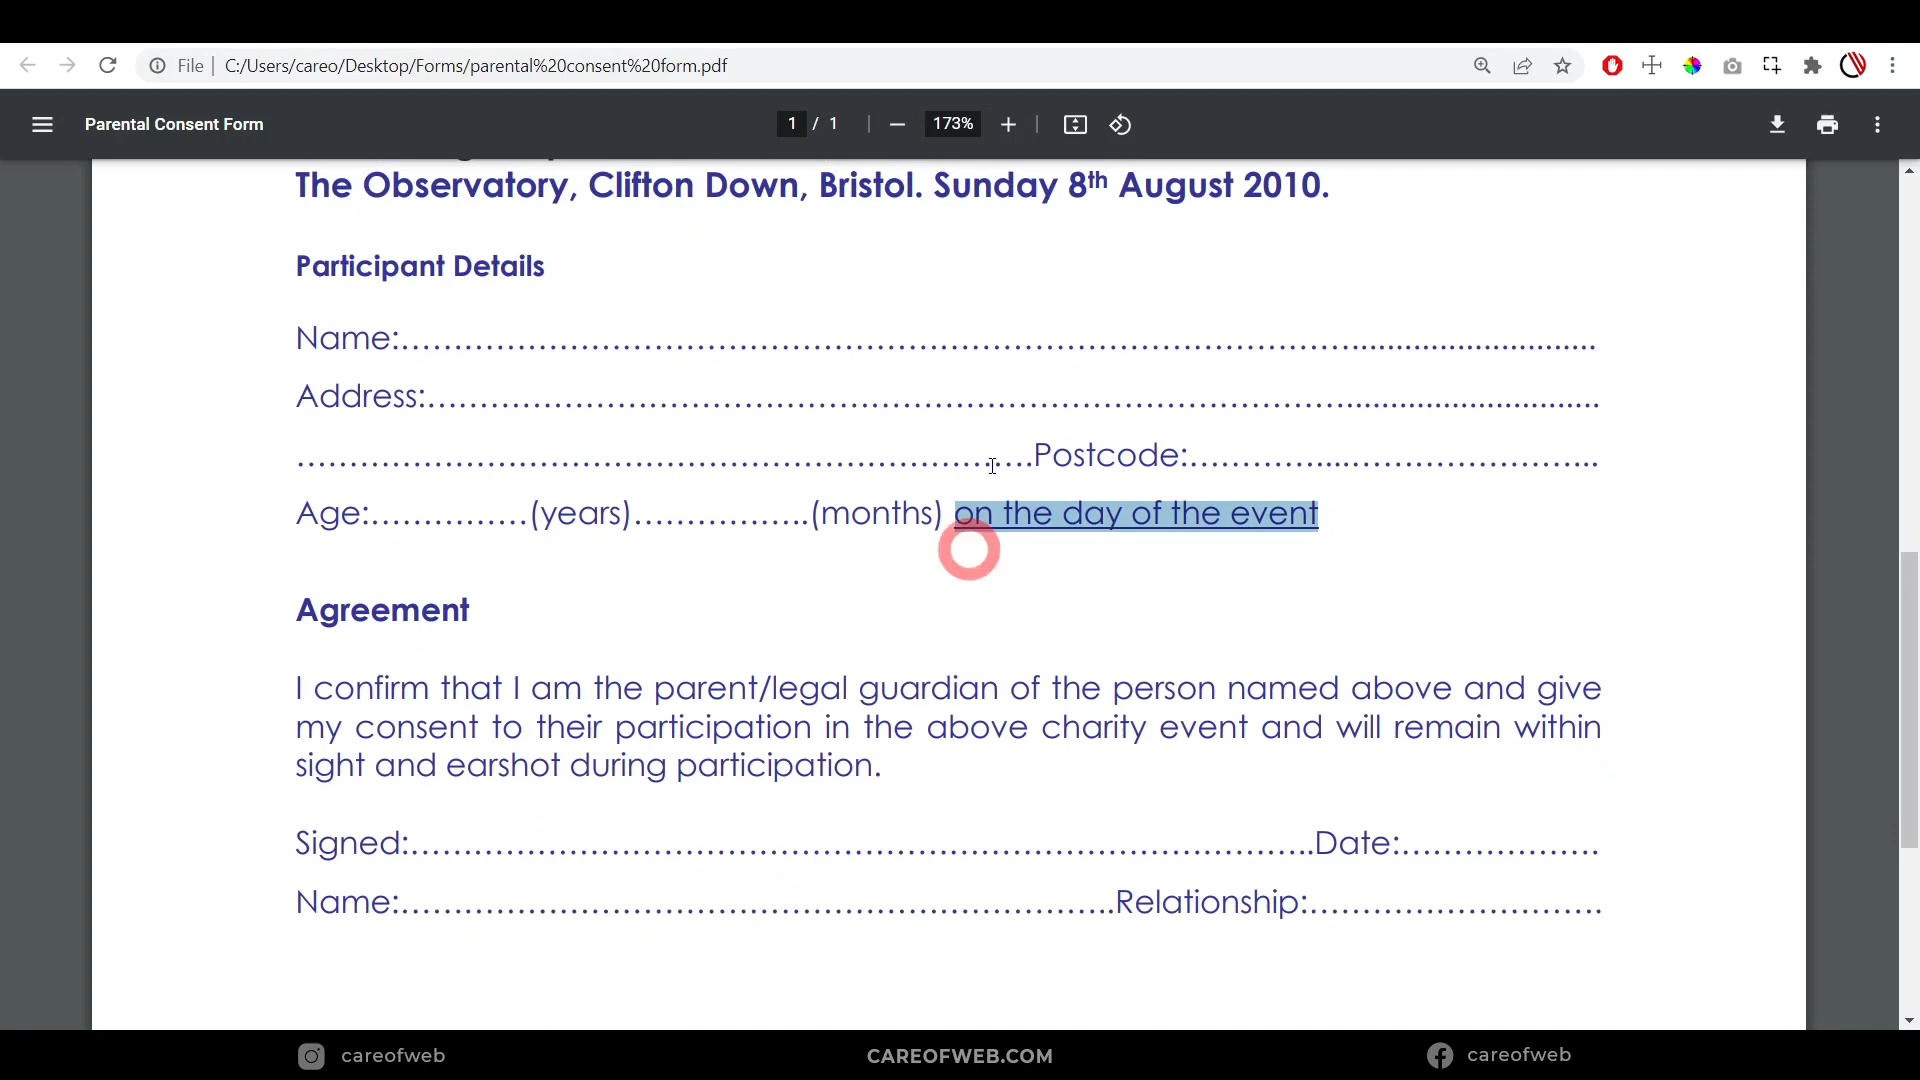 File | C:/Users/careo/Desktop/Forms/parental%20consent%20form.pdf
Parental Consent Form
1 / 1
173%
The Observatory, Clifton Down, Bristol. Sunday 8th August 2010.
Participant Details
Name:..........................................................................................................
Address:.......................................................................................................
......................................................................Postcode:.......................................
Age:...............(years).................(months) on the day of the event
Agreement
I confirm that I am the parent/legal guardian of the person named above and give
my consent to their participation in the above charity event and will remain within
sight and earshot during participation.
Signed:......................................................................................Date:...................
Name:....................................................................Relationship:............................
careofweb
CAREOFWEB.COM
careofweb